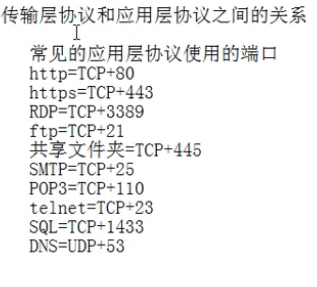 传输层协议和应用层协议之间的关系
常见的应用层协议使用的端口
http=TCP+80
https=TCP+443
RDP=TCP+3389
ftp=TCP+21
共享文件夹=TCP+445
SMTP=TCP+25
POP3=TCP+110
telnet=TCP+23
SQL=TCP+1433
DNS=UDP+53